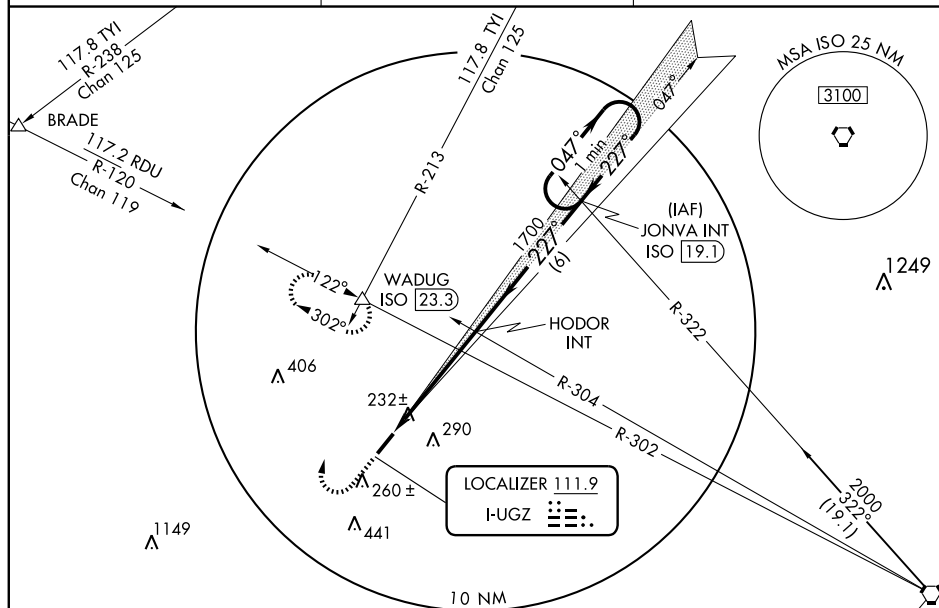 117.8 TYI
R-238
Chan 125
BRADE
117.2 RDU
R-120
Chan 119
117.8 TYI
Chan 125
R-213
MSA ISO 25 NM
3100
047°
047°
1 min
227°
(IAF)
JONVA INT
ISO 19.1
1700
227°
(6)
1249
122°
302°
WADUG
ISO 23.3
HODOR
INT
R-322
R-304
R-302
406
232±
290
260±
441
1149
LOCALIZER 111.9
I-UGZ
2000
322°
(19.1)
10 NM